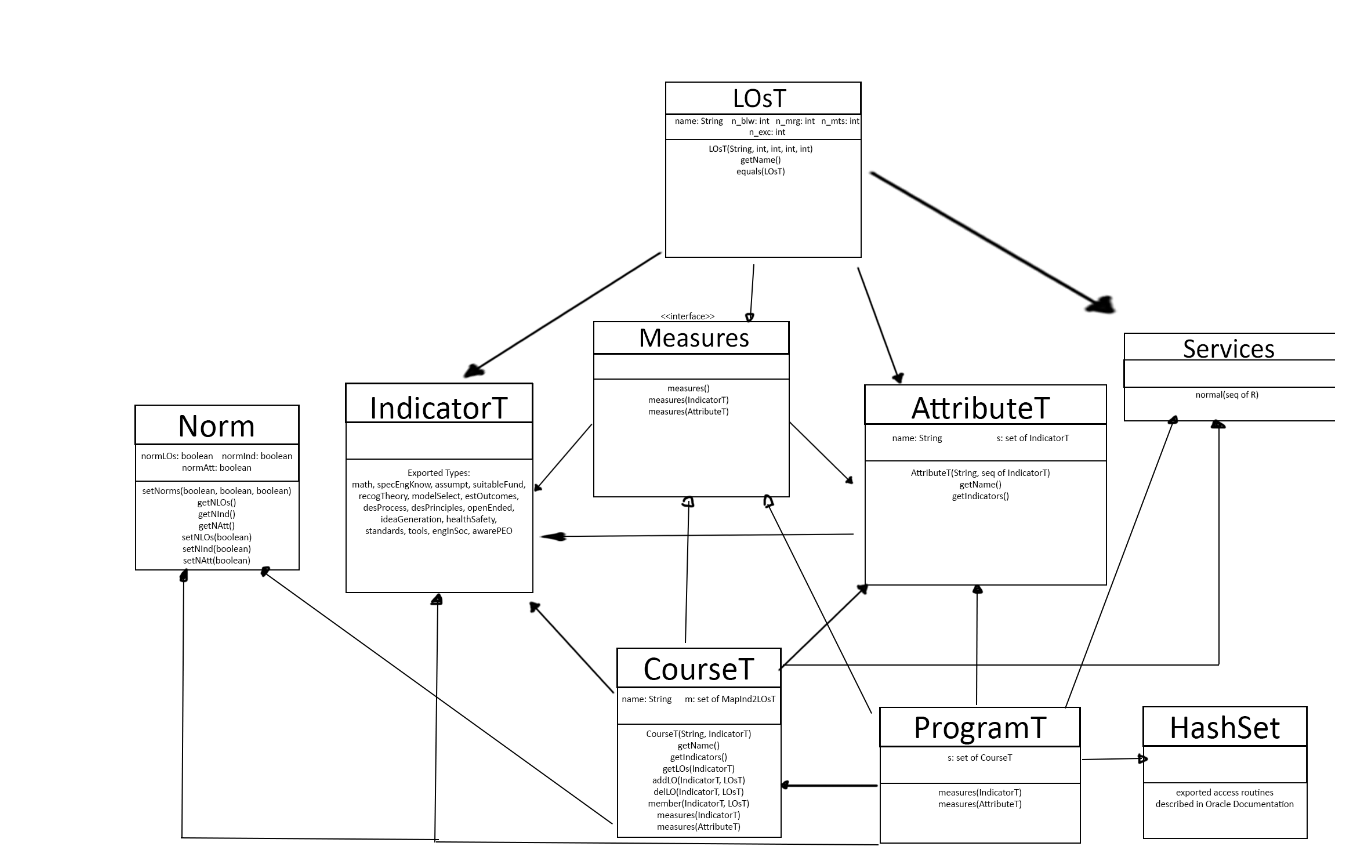 LOsT
name: String n_blw: int n_mrg: int n_mts: int
n_exc: int
LOsT(String, int, int, int, int)
getName()
equals(LOsT)
<<interface>>
Measures
measures()
measures(IndicatorT)
measures(AttributeT)
Services
normal(seq of R)
IndicatorT
Exported Types:
math, specEngKnow, assumpt, suitableFund,
recogTheory, modelSelect, estOutcomes,
desProcess, desPrinciples, openEnded,
ideaGeneration, healthSafety,
standards, tools, engInSoc, awarePEO
AttributeT
name: String s: set of IndicatorT
AttributeT(String, seq of IndicatorT)
getName()
getIndicators()
Norm
normLOs: boolean normInd: boolean
normAtt: boolean
setNorms(boolean, boolean, boolean)
getNLOs()
getNInd()
getNAtt()
setNLOs(boolean)
setNInd(boolean)
setNAtt(boolean)
CourseT
name: String m: set of MapInd2LOsT
CourseT(String, IndicatorT)
getName()
getIndicators()
getLOs(IndicatorT)
addLO(IndicatorT, LOsT)
delLO(IndicatorT, LOsT)
member(IndicatorT, LOsT)
measures(IndicatorT)
measures(AttributeT)
ProgramT
s: set of CourseT
measures(IndicatorT)
measures(AttributeT)
HashSet
exported access routines
described in Oracle Documentation